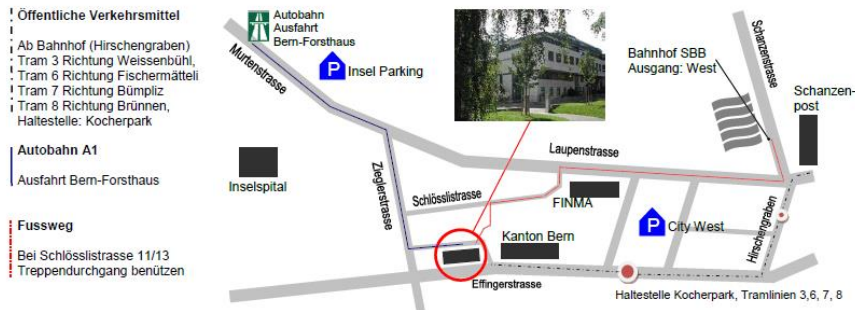 Öffentliche Verkehrsmittel
Ab Bahnhof (Hirschengraben)
Tram 3 Richtung Weissenbühl,
Tram 6 Richtung Fischermätteli
Tram 7 Richtung Bümpliz
Tram 8 Richtung Brünnen,
Haltestelle: Kocherpark
Autobahn A1
Ausfahrt Bern-Forsthaus
Fussweg
Bei Schlösslistrasse 11/13
Treppendurchgang benützen
Autobahn
Ausfahrt
Bern-Forsthaus
Murtenstrasse
P
Insel Parking
Bahnhof SBB
Ausgang: West
Schanzenstrasse
Schanzen-
post
Laupenstrasse
Inselspital
Zieglerstrasse
Schlösslistrasse
FINMA
Kanton Bern
P
City West
Hirschengraben
Effingerstrasse
Haltestelle Kocherpark, Tramlinien 3,6, 7, 8